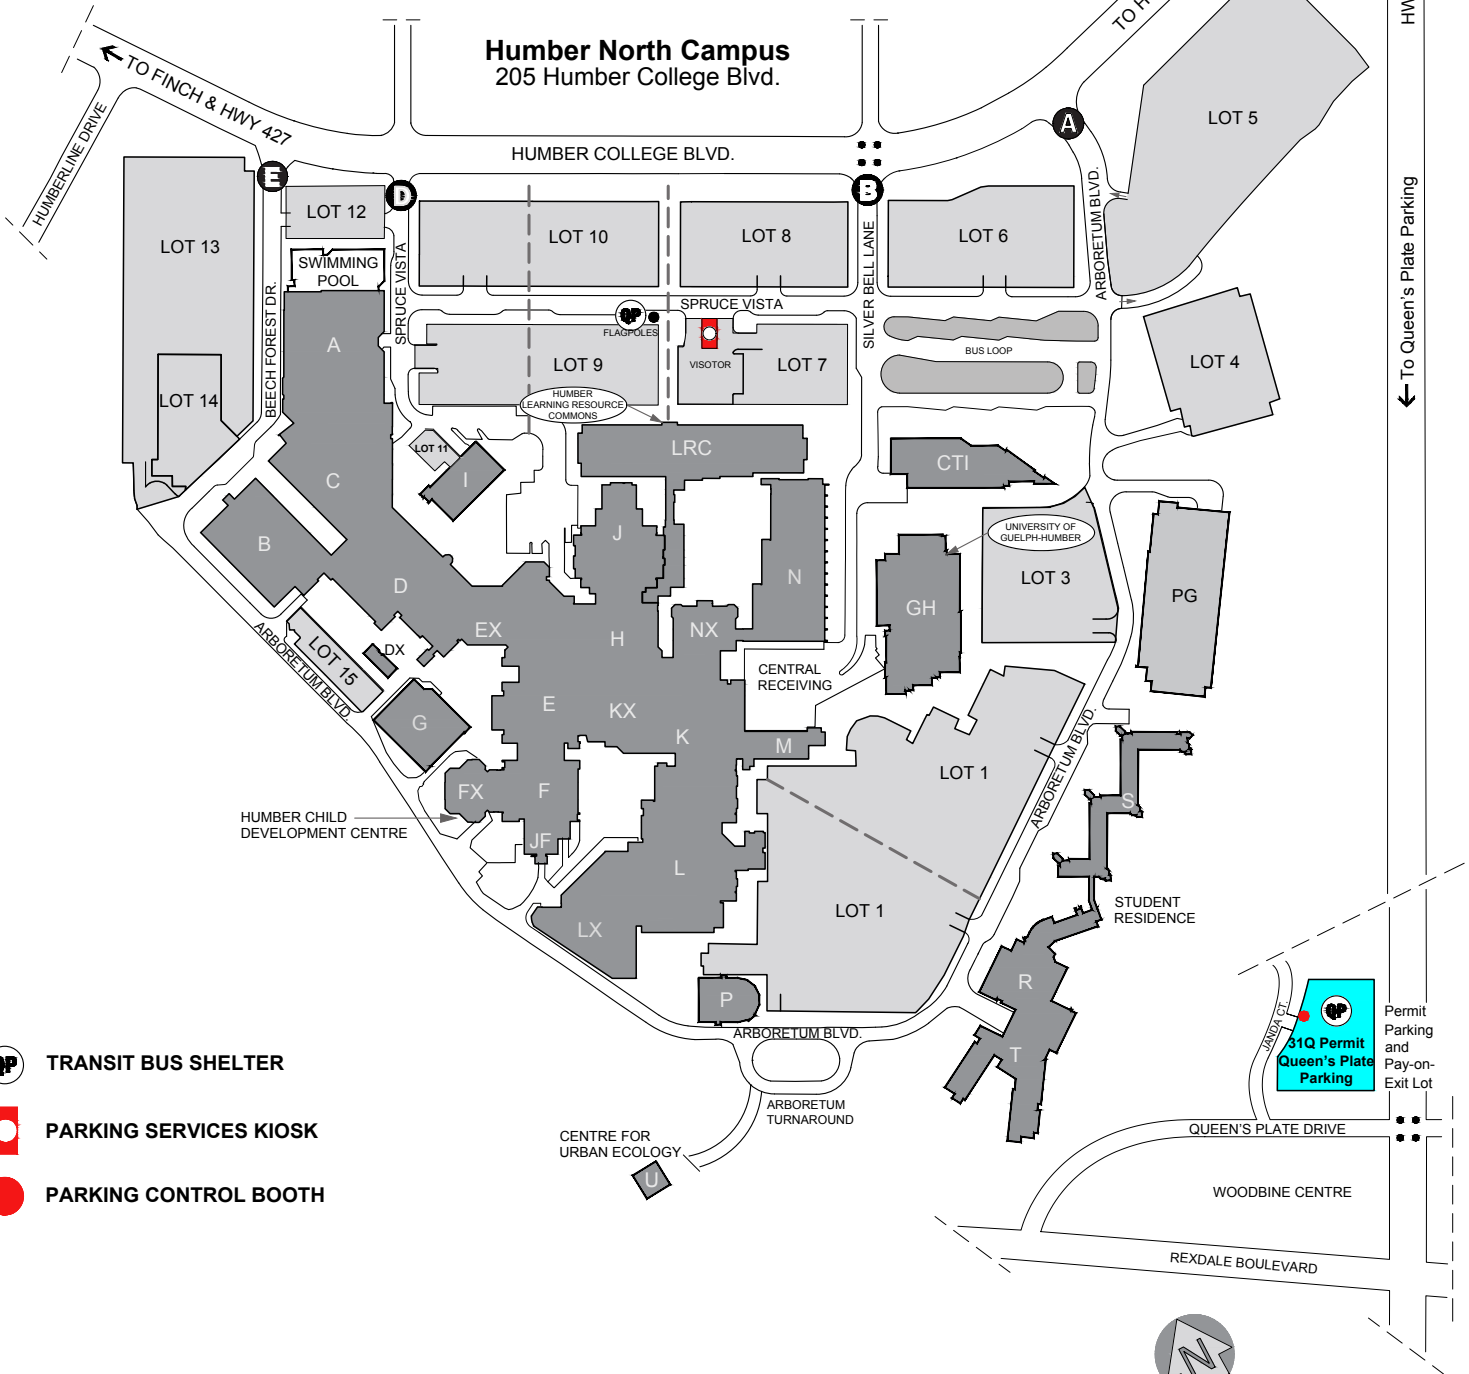 Humber North Campus
205 Humber College Blvd.
TO H
HW
TO FINCH & HWY 427
HUMBERLINE DRIVE
HUMBER COLLEGE BLVD.
A
E
D
B
LOT 5
LOT 13
LOT 12
LOT 10
LOT 8
LOT 6
ARBORETUM BLVD.
To Queen's Plate Parking
SWIMMING
POOL
SPRUCE VISTA
SPRUCE VISTA
SILVER BELL LANE
BEECH FOREST DR.
QP
FLAGPOLES
A
LOT 9
VISOTOR
LOT 7
BUS LOOP
LOT 4
LOT 14
HUMBER
LEARNING RESOURCE
COMMONS
LOT 11
I
LRC
CTI
C
B
J
N
UNIVERSITY OF
GUELPH-HUMBER
LOT 3
PG
D
GH
EX
H
NX
DX
LOT 15
ARBORETUM BLVD.
CENTRAL
RECEIVING
G
E
KX
K
M
LOT 1
ARBORETUM BLVD.
S
FX
F
HUMBER CHILD
DEVELOPMENT CENTRE
JF
L
LOT 1
STUDENT
RESIDENCE
LX
R
P
ARBORETUM BLVD.
T
JANDA CT.
QP
31Q Permit
Queen's Plate
Parking
Permit
Parking
and
Pay-on-
Exit Lot
QP
TRANSIT BUS SHELTER
ARBORETUM
TURNAROUND
PARKING SERVICES KIOSK
CENTRE FOR
URBAN ECOLOGY
U
QUEEN'S PLATE DRIVE
PARKING CONTROL BOOTH
WOODBINE CENTRE
REXDALE BOULEVARD
N